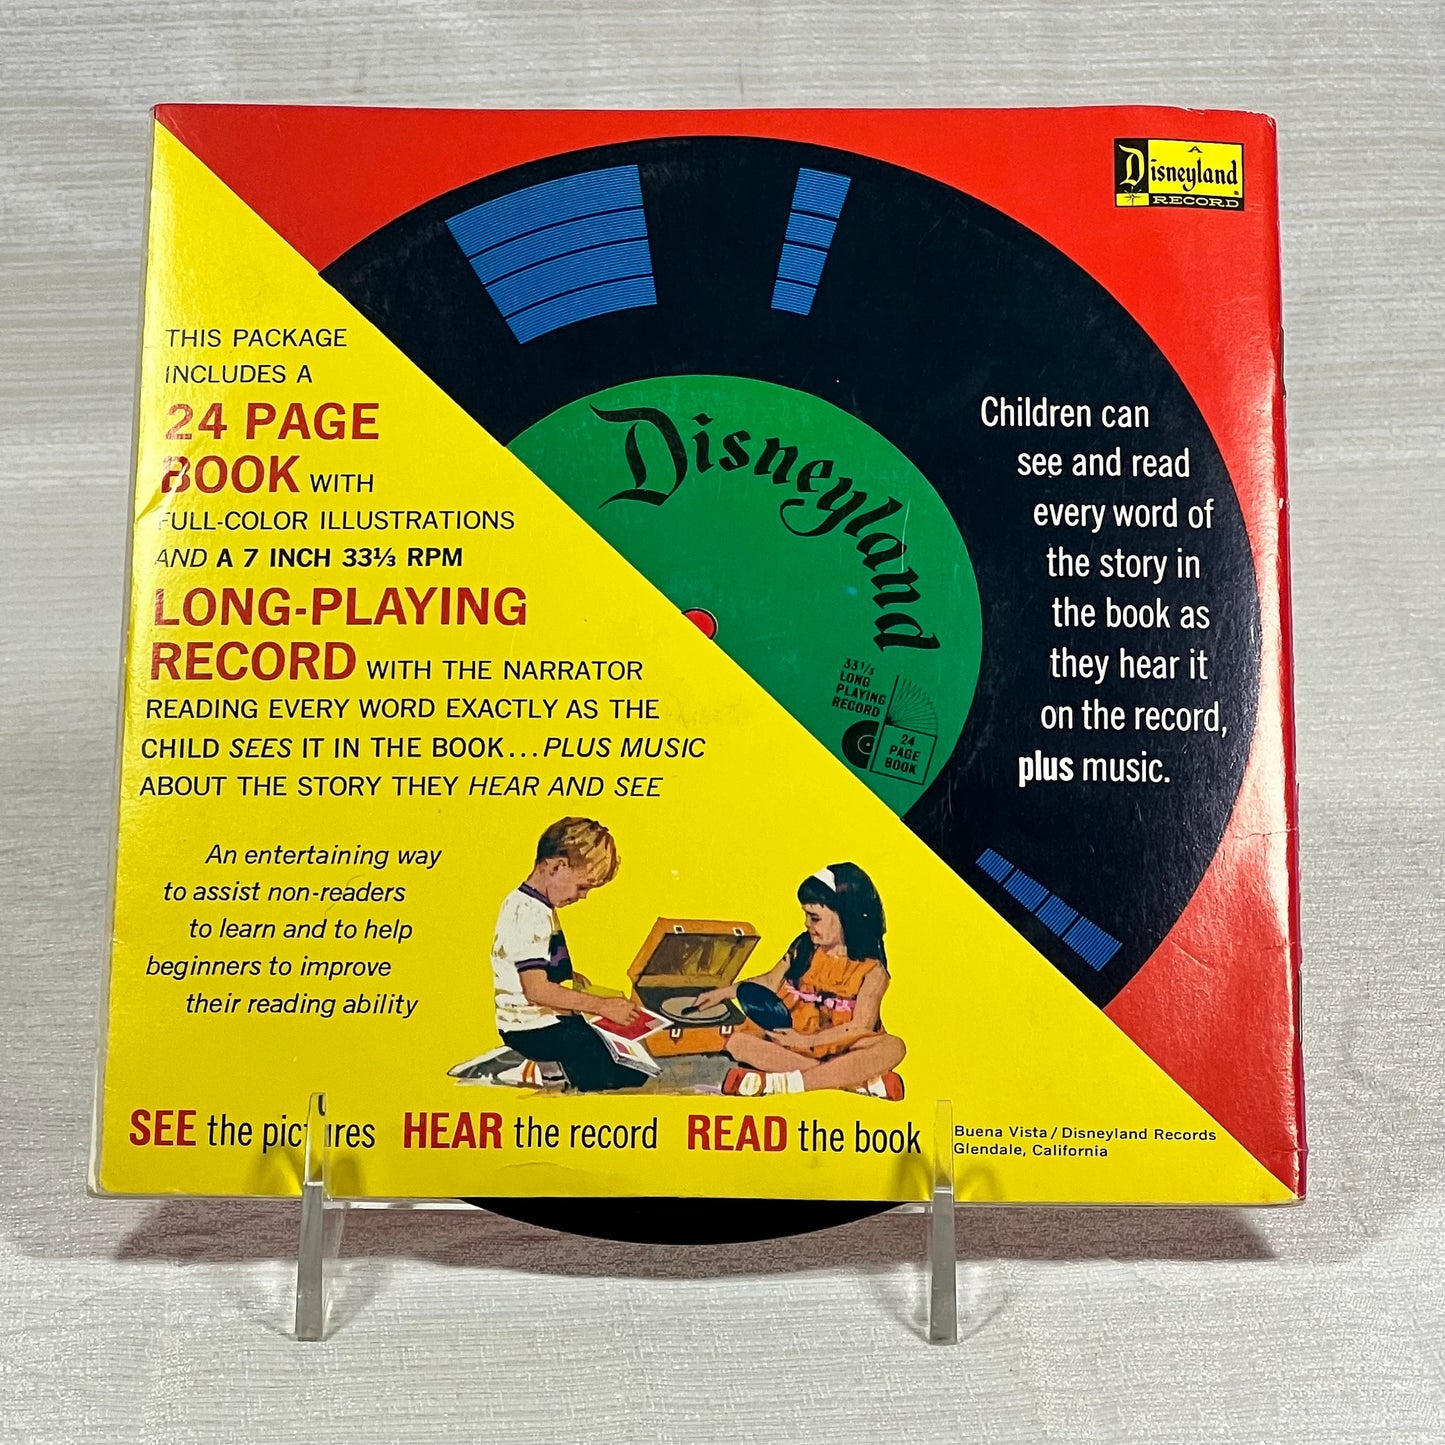 A
Disneyland
RECORD
THIS PACKAGE
INCLUDES A
24 PAGE
BOOK WITH
FULL-COLOR ILLUSTRATIONS
AND A 7 INCH 33⅓ RPM
LONG-PLAYING
RECORD WITH THE NARRATOR
READING EVERY WORD EXACTLY AS THE
CHILD SEES IT IN THE BOOK...PLUS MUSIC
ABOUT THE STORY THEY HEAR AND SEE
Disneyland
33 1/3
LONG
PLAYING
RECORD
24
PAGE
BOOK
Children can
see and read
every word of
the story in
the book as
they hear it
on the record,
plus music.
An entertaining way
to assist non-readers
to learn and to help
beginners to improve
their reading ability
SEE the pictures HEAR the record READ the book
Buena Vista/Disneyland Records
Glendale, California